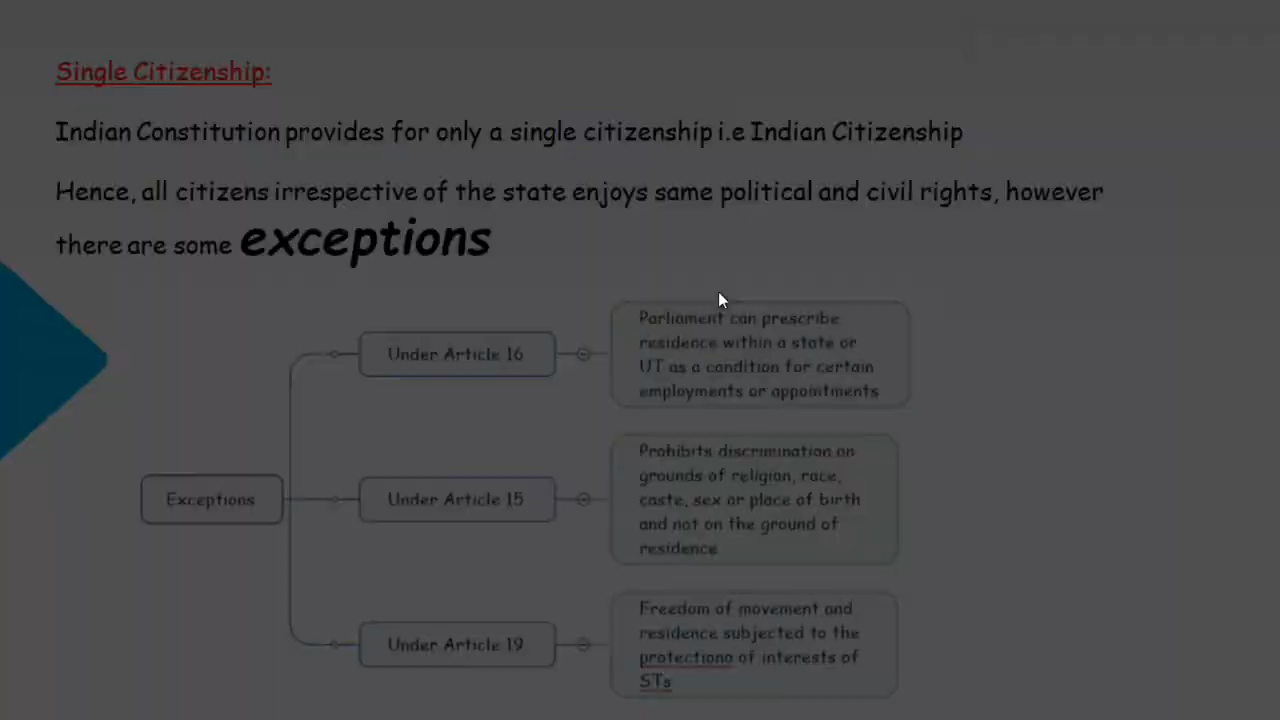 Single Citizenship:
Indian Constitution provides for only a single citizenship i.e Indian Citizenship
Hence, all citizens irrespective of the state enjoys same political and civil rights, however
there are some exceptions
Exceptions
Under Article 16
Parliament can prescribe
residence within a state or
UT as a condition for certain
employments or appointments
Under Article 15
Prohibits discrimination on
grounds of religion, race,
caste, sex or place of birth
and not on the ground of
residence
Under Article 19
Freedom of movement and
residence subjected to the
protectiono of interests of
STs